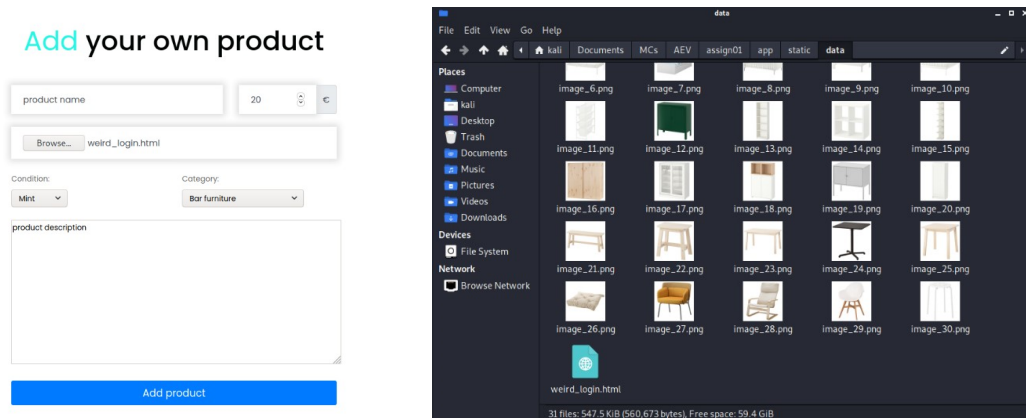 Add your own product
product name
20
€
Browse...
weird_login.html
Condition:
Category:
Mint
Bar furniture
product description
Add product
data
File Edit View Go Help
kali Documents MCs AEV assign01 app static data
Places
Computer
kali
Desktop
Trash
Documents
Music
Pictures
Videos
Downloads
Devices
File System
Network
Browse Network
image_6.png image_7.png image_8.png image_9.png image_10.png
image_11.png image_12.png image_13.png image_14.png image_15.png
image_16.png image_17.png image_18.png image_19.png image_20.png
image_21.png image_22.png image_23.png image_24.png image_25.png
image_26.png image_27.png image_28.png image_29.png image_30.png
weird_login.html
31 files: 547.5 KiB (560,673 bytes), Free space: 59.4 GiB